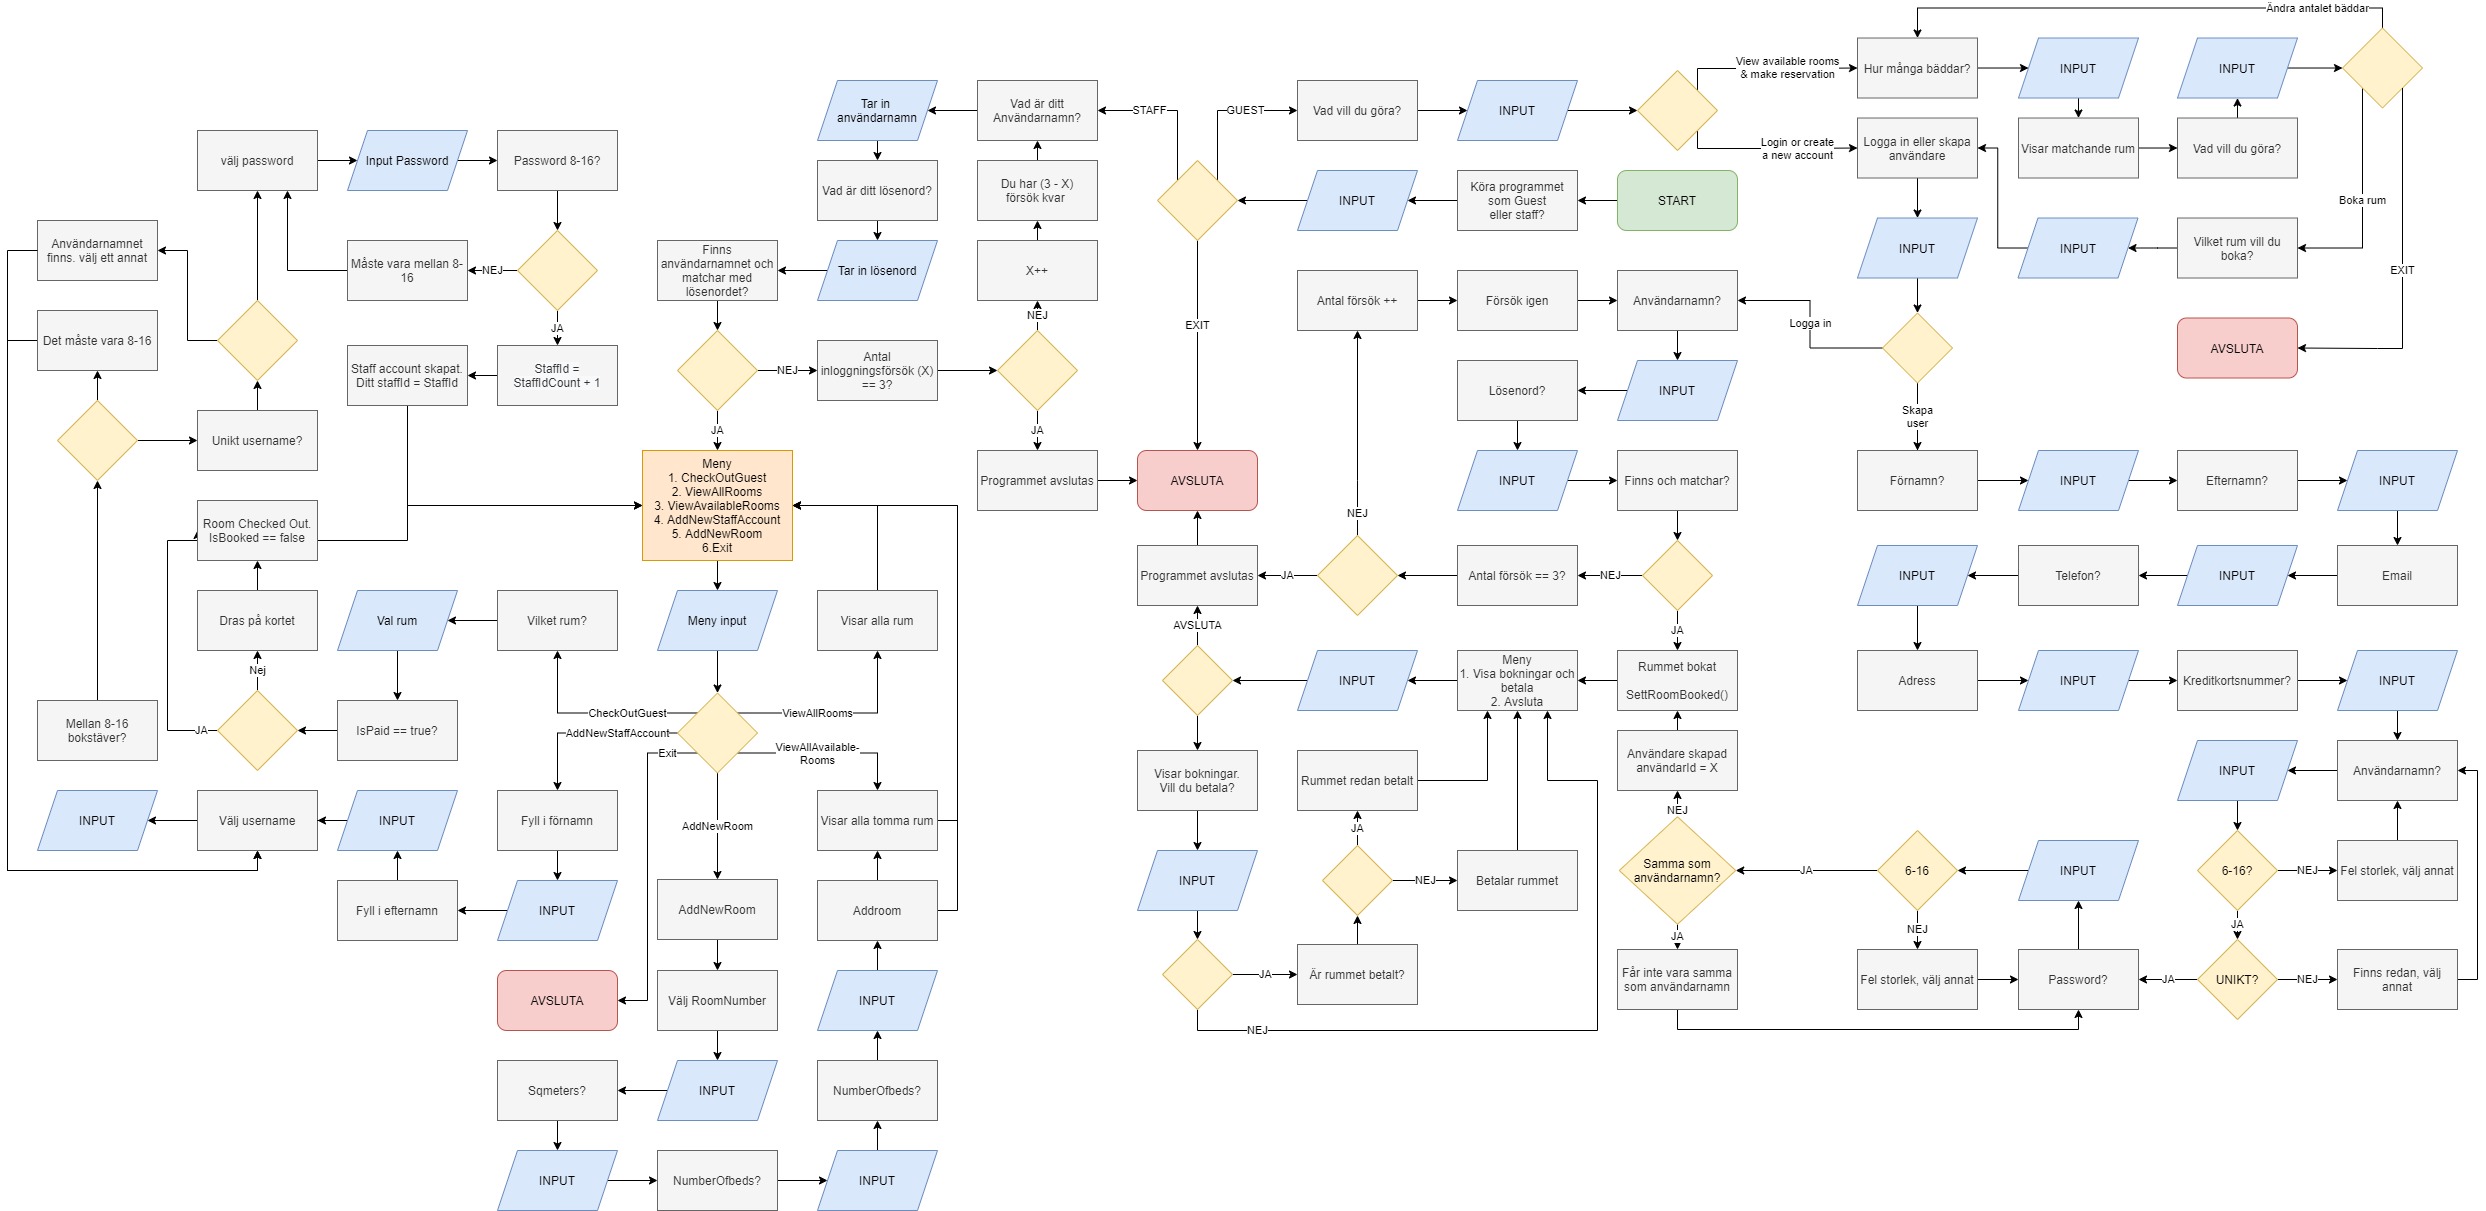 Ändra antalet bäddar
View available rooms
& make reservation
Hur många bäddar?
INPUT
INPUT
Tar in
användarnamn
Vad är ditt
Användarnamn?
STAFF
GUEST
Vad vill du göra?
INPUT
Login or create
a new account
Logga in eller skapa
användare
Visar matchande rum
Vad vill du göra?
välj password
Input Password
Password 8-16?
Vad är ditt lösenord?
Du har (3 - X)
försök kvar
INPUT
Köra programmet
som Guest
eller staff?
START
Boka rum
Användarnamnet
finns. välj ett annat
Måste vara mellan 8-
16
NEJ
Finns
användarnamnet och
matchar med
lösenordet?
Tar in lösenord
X++
INPUT
INPUT
Vilket rum vill du
boka?
EXIT
Antal försök ++
Försök igen
Användarnamn?
Logga in
NEJ
EXIT
JA
Det måste vara 8-16
AVSLUTA
Staff account skapat.
Ditt staffId = StaffId
StaffId =
StaffIdCount + 1
NEJ
Antal
inloggningsförsök (X)
== 3?
Lösenord?
INPUT
Skapa
user
Unikt username?
JA
JA
Meny
1. CheckOutGuest
2. ViewAllRooms
3. ViewAvailableRooms
4. AddNewStaffAccount
5. AddNewRoom
6.Exit
Programmet avslutas
AVSLUTA
INPUT
Finns och matchar?
Förnamn?
INPUT
Efternamn?
INPUT
Room Checked Out.
IsBooked == false
NEJ
Programmet avslutas
JA
Antal försök == 3?
NEJ
INPUT
Telefon?
INPUT
Email
Dras på kortet
Val rum
Vilket rum?
Meny input
Visar alla rum
AVSLUTA
JA
Nej
INPUT
Meny
1. Visa bokningar och
betala
2. Avsluta
Rummet bokat
SettRoomBooked()
Adress
INPUT
Kreditkortsnummer?
INPUT
CheckOutGuest
ViewAllRooms
Mellan 8-16
bokstäver?
JA
IsPaid == true?
AddNewStaffAccount
Exit
ViewAllAvailable-
Rooms
Visar bokningar.
Vill du betala?
Rummet redan betalt
Användare skapad
användarId = X
INPUT
Användarnamn?
INPUT
Välj username
INPUT
Fyll i förnamn
AddNewRoom
Visar alla tomma rum
JA
NEJ
Samma som
användarnamn?
JA
6-16
INPUT
6-16?
NEJ
Fel storlek, välj annat
INPUT
NEJ
Betalar rummet
Fyll i efternamn
INPUT
AddNewRoom
Addroom
JA
NEJ
JA
JA
Är rummet betalt?
Får inte vara samma
som användarnamn
Fel storlek, välj annat
Password?
JA
UNIKT?
NEJ
Finns redan, välj
annat
AVSLUTA
Välj RoomNumber
INPUT
NEJ
Sqmeters?
INPUT
NumberOfbeds?
INPUT
NumberOfbeds?
INPUT